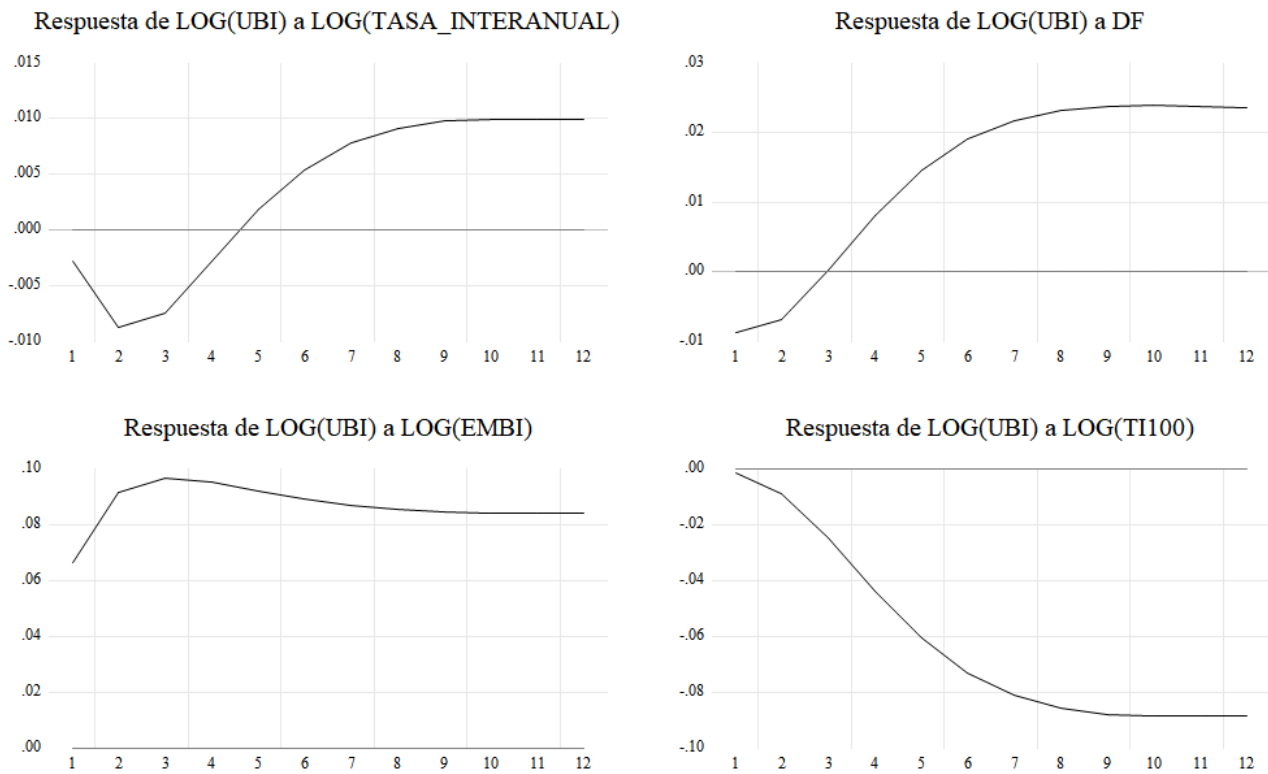 Respuesta de LOG(UBI) a LOG(TASA_INTERANUAL)
.015
.010
.005
.000
-.005
-.010
1 2 3 4 5 6 7 8 9 10 11 12
Respuesta de LOG(UBI) a DF
.03
.02
.01
.00
-.01
1 2 3 4 5 6 7 8 9 10 11 12
Respuesta de LOG(UBI) a LOG(EMBI)
.10
.08
.06
.04
.02
.00
1 2 3 4 5 6 7 8 9 10 11 12
Respuesta de LOG(UBI) a LOG(TI100)
.00
-.02
-.04
-.06
-.08
-.10
1 2 3 4 5 6 7 8 9 10 11 12